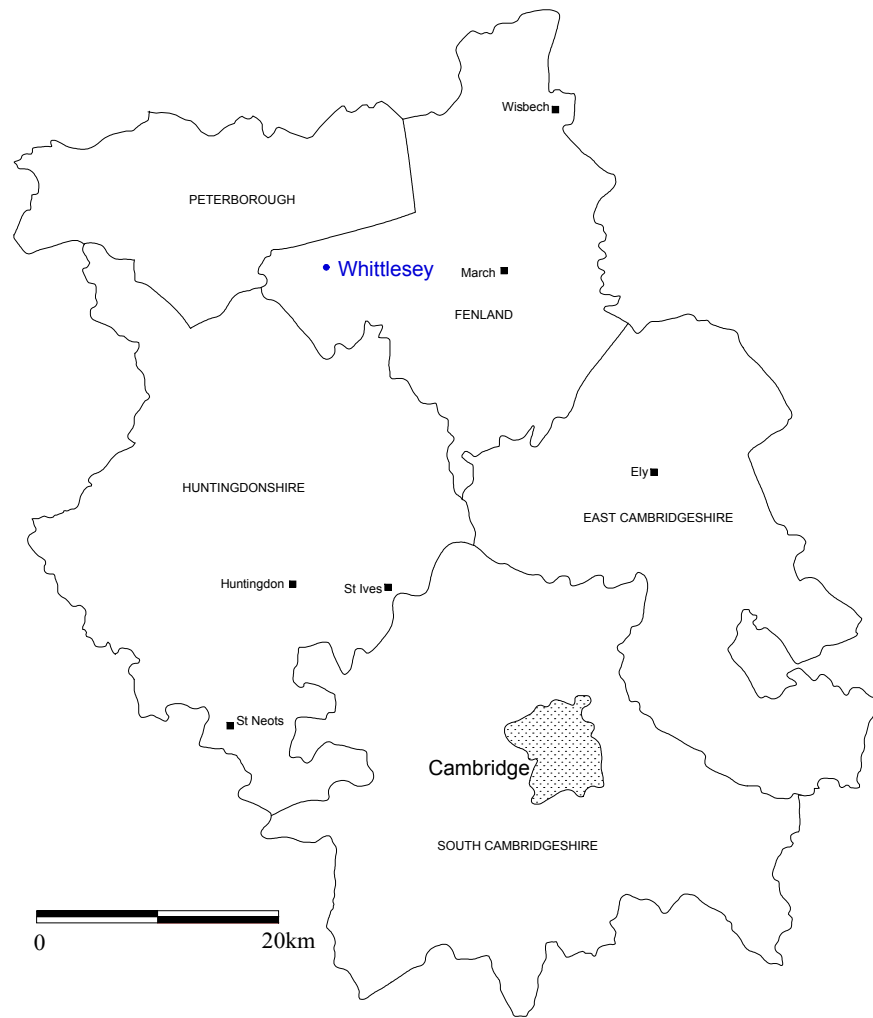 Wisbech
PETERBOROUGH
Whittlesey
March
FENLAND
Ely
HUNTINGDONSHIRE
EAST CAMBRIDGESHIRE
Huntingdon
St Ives
St Neots
Cambridge
SOUTH CAMBRIDGESHIRE
0
20km